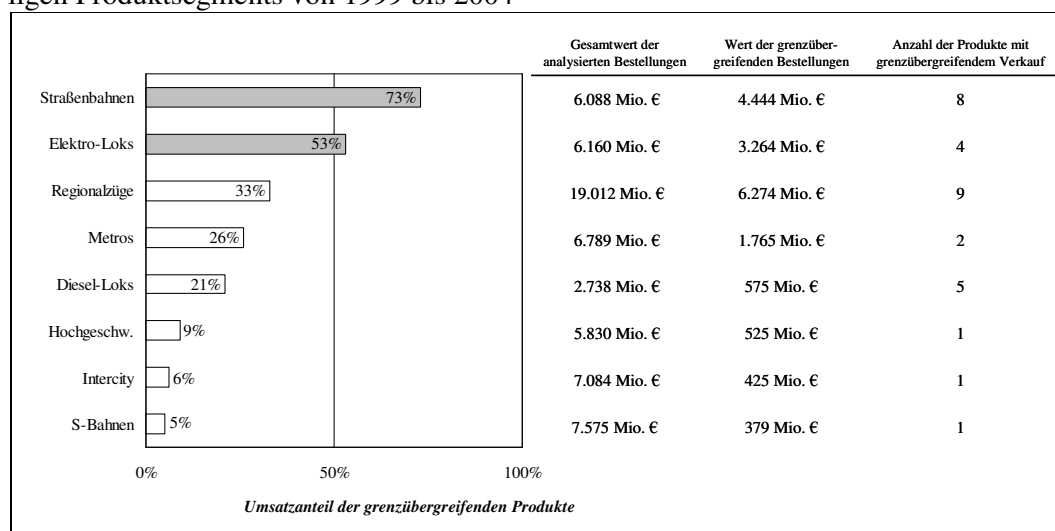 ligen Produktsegments von 1999 bis 2004
Gesamtwert der analysierten Bestellungen
Wert der grenzüber-greifenden Bestellungen
Anzahl der Produkte mit grenzübergreifendem Verkauf
Straßenbahnen 73% 6.088 Mio. € 4.444 Mio. € 8
Elektro-Loks 53% 6.160 Mio. € 3.264 Mio. € 4
Regionalzüge 33% 19.012 Mio. € 6.274 Mio. € 9
Metros 26% 6.789 Mio. € 1.765 Mio. € 2
Diesel-Loks 21% 2.738 Mio. € 575 Mio. € 5
Hochgeschw. 9% 5.830 Mio. € 525 Mio. € 1
Intercity 6% 7.084 Mio. € 425 Mio. € 1
S-Bahnen 5% 7.575 Mio. € 379 Mio. € 1
0% 50% 100%
Umsatzanteil der grenzübergreifenden Produkte